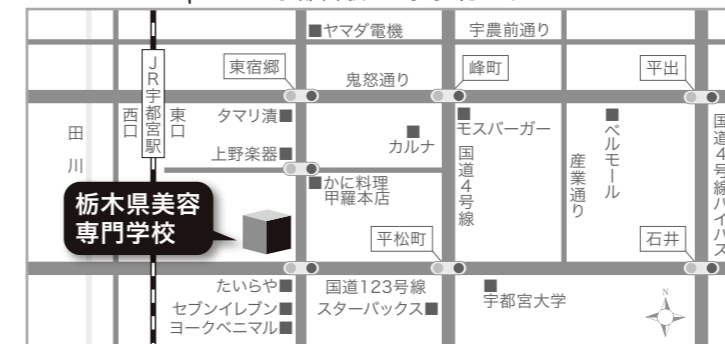 ■ヤマダ電機
宇農前通り
JR宇都宮駅
東宿郷
鬼怒通り
峰町
平出
西口
東口
タマリ漬■
田川
上野楽器■
■
カルナ
■
モスバーガー
■ベルモール
国道4号線
産業通り
国道4号線バイパス
■かに料理
甲羅本店
栃木県美容
専門学校
平松町
石井
たいらや■
国道123号線
セブンイレブン■
スターバックス■
ヨークベニマル■
■
宇都宮大学
N